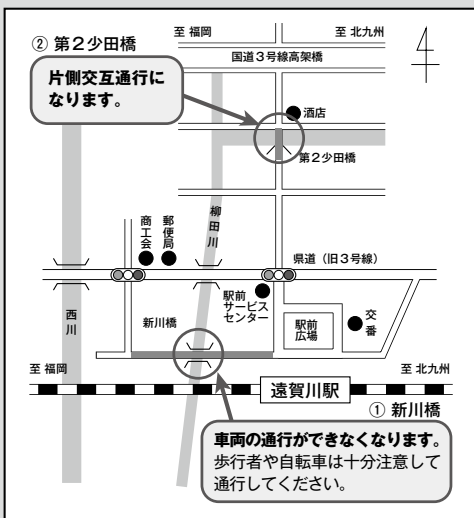 至 福岡
至 北九州
② 第２少田橋
国道３号線高架橋
片側交互通行に
なります。
酒店
第２少田橋
柳田川
商工会
郵便局
県道（旧３号線）
西川
新川橋
駅前
サービス
センター
駅前
広場
交番
至 福岡
至 北九州
遠賀川駅
① 新川橋
車両の通行ができなくなります。
歩行者や自転車は十分注意して
通行してください。